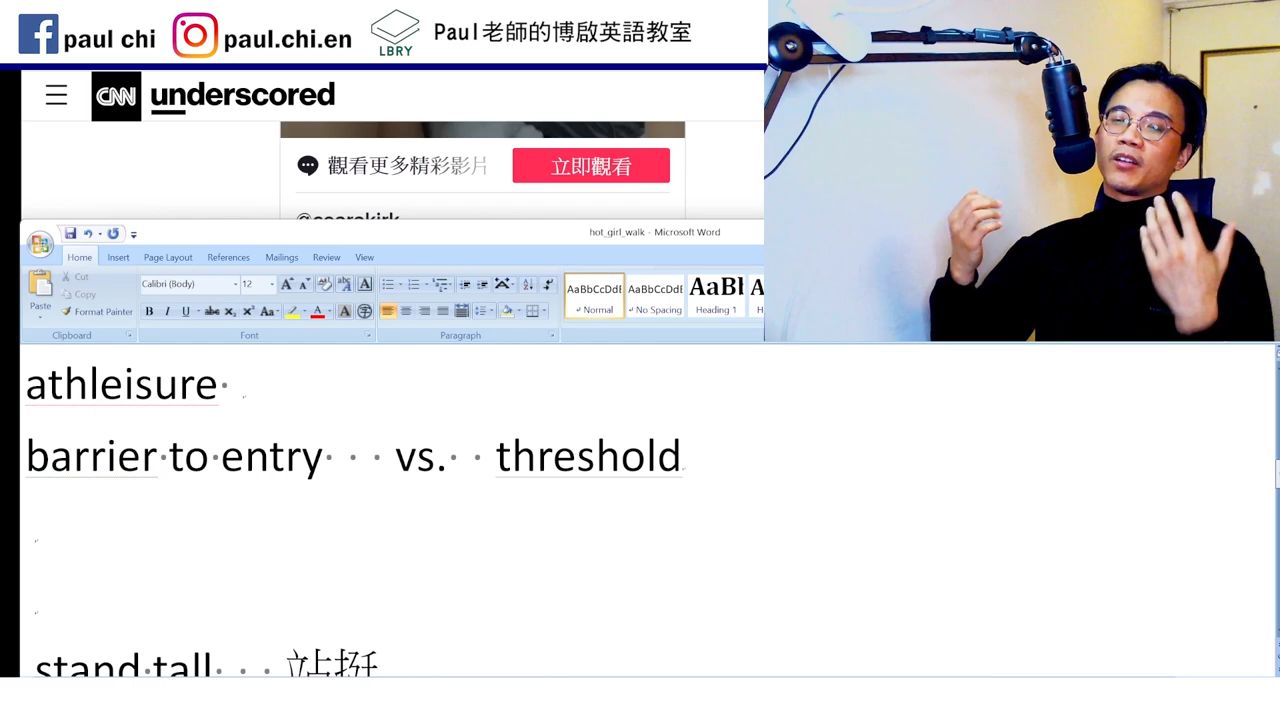 paul chi
paul.chi.en
LBRY
Paul老師的博啟英語教室
CNN underscored
觀看更多精彩影片
立即觀看
@coarakirk
hot_girl_walk - Microsoft Word
Home Insert Page Layout References Mailings Review View
Cut
Copy
Format Painter
Paste
Calibri (Body) 12
AaBbCcDdE AaBbCcDdE AaBbC
Normal No Spacing Heading 1 H
Clipboard Font Paragraph
athleisure
barrier to entry vs. threshold
stand tall 站挺